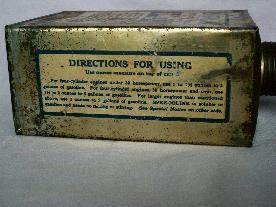 DIRECTIONS FOR USING
Use ounce measure on top of can
For four-cylinder engines under 30 horsepower, use 1 to 1½ ounces to 5
gallons of gasoline. For four-cylinder engines, 30 horsepower and over, use
1½ to 2 ounces to 5 gallons of gasoline. For larger engines than mentioned
above, use 2 ounces to 5 gallons of gasoline. is soluble in
gasoline and needs no mixing or stirring. See Special Notice on other side.